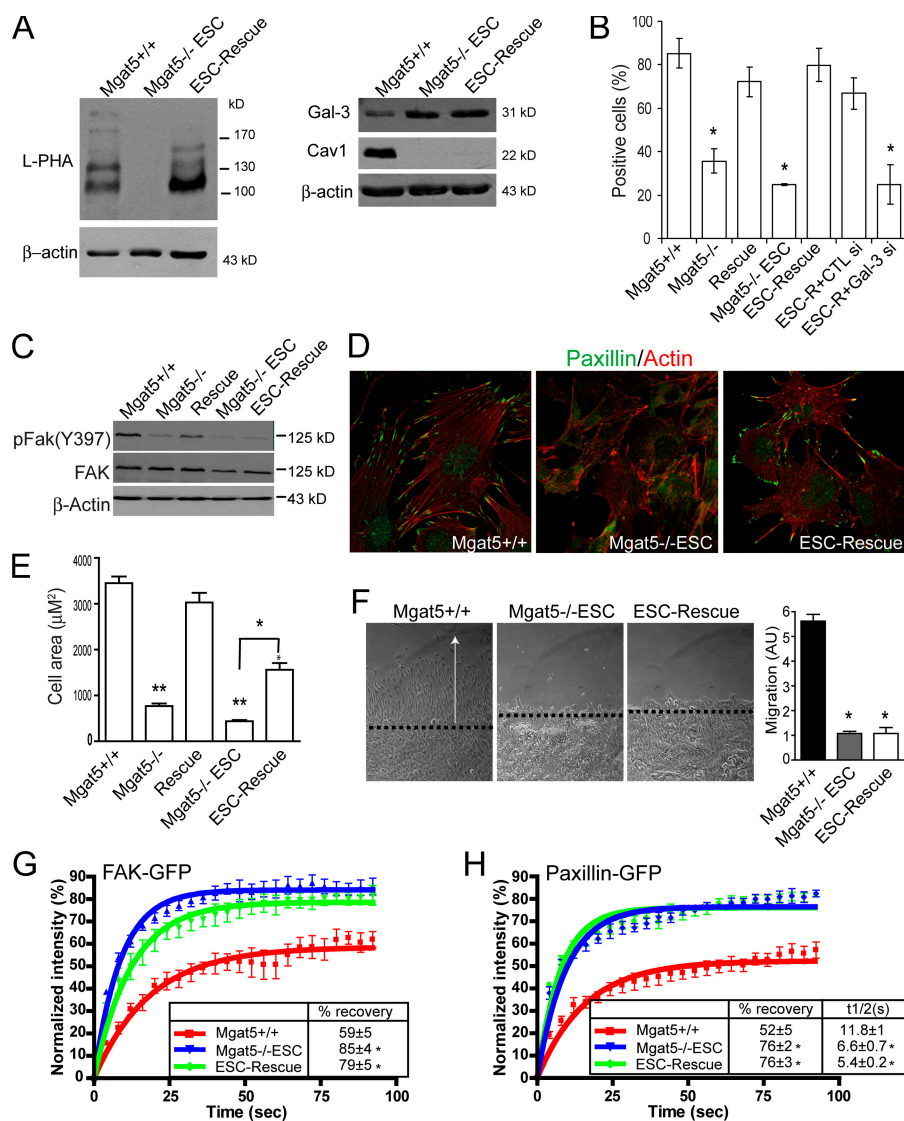 A
Mgat5+/+
Mgat5-/- ESC
ESC-Rescue
kD
170
130
100
L-PHA
β-actin
43 kD
Mgat5+/+
Mgat5-/- ESC
ESC-Rescue
Gal-3
31 kD
Cav1
22 kD
β-actin
43 kD
B
Positive cells (%)
100
80
60
40
20
0
*
*
*
Mgat5+/+
Mgat5-/-
Rescue
Mgat5-/- ESC
ESC-Rescue
ESC-R+CTL si
ESC-R+Gal-3 si
C
Mgat5+/+
Mgat5-/-
Rescue
Mgat5-/- ESC
ESC-Rescue
pFak(Y397)
125 kD
FAK
125 kD
β-Actin
43 kD
D
Paxillin/Actin
Mgat5+/+
Mgat5-/-ESC
ESC-Rescue
E
Cell area (μM²)
4000
3000
2000
1000
0
**
**
*
*
Mgat5+/+
Mgat5-/-
Rescue
Mgat5-/- ESC
ESC-Rescue
F
Mgat5+/+
Mgat5-/-ESC
ESC-Rescue
Migration (AU)
6
5
4
3
2
1
0
*
*
Mgat5+/+
Mgat5-/- ESC
ESC-Rescue
G
FAK-GFP
Normalized intensity (%)
90
80
70
60
50
40
30
20
10
0
% recovery
Mgat5+/+ 59±5
Mgat5-/-ESC 85±4 *
ESC-Rescue 79±5 *
0 25 50 75 100
Time (sec)
H
Paxillin-GFP
Normalized intensity (%)
90
80
70
60
50
40
30
20
10
0
% recovery t1/2(s)
Mgat5+/+ 52±5 11.8±1
Mgat5-/-ESC 76±2 * 6.6±0.7 *
ESC-Rescue 76±3 * 5.4±0.2 *
0 25 50 75 100
Time (sec)